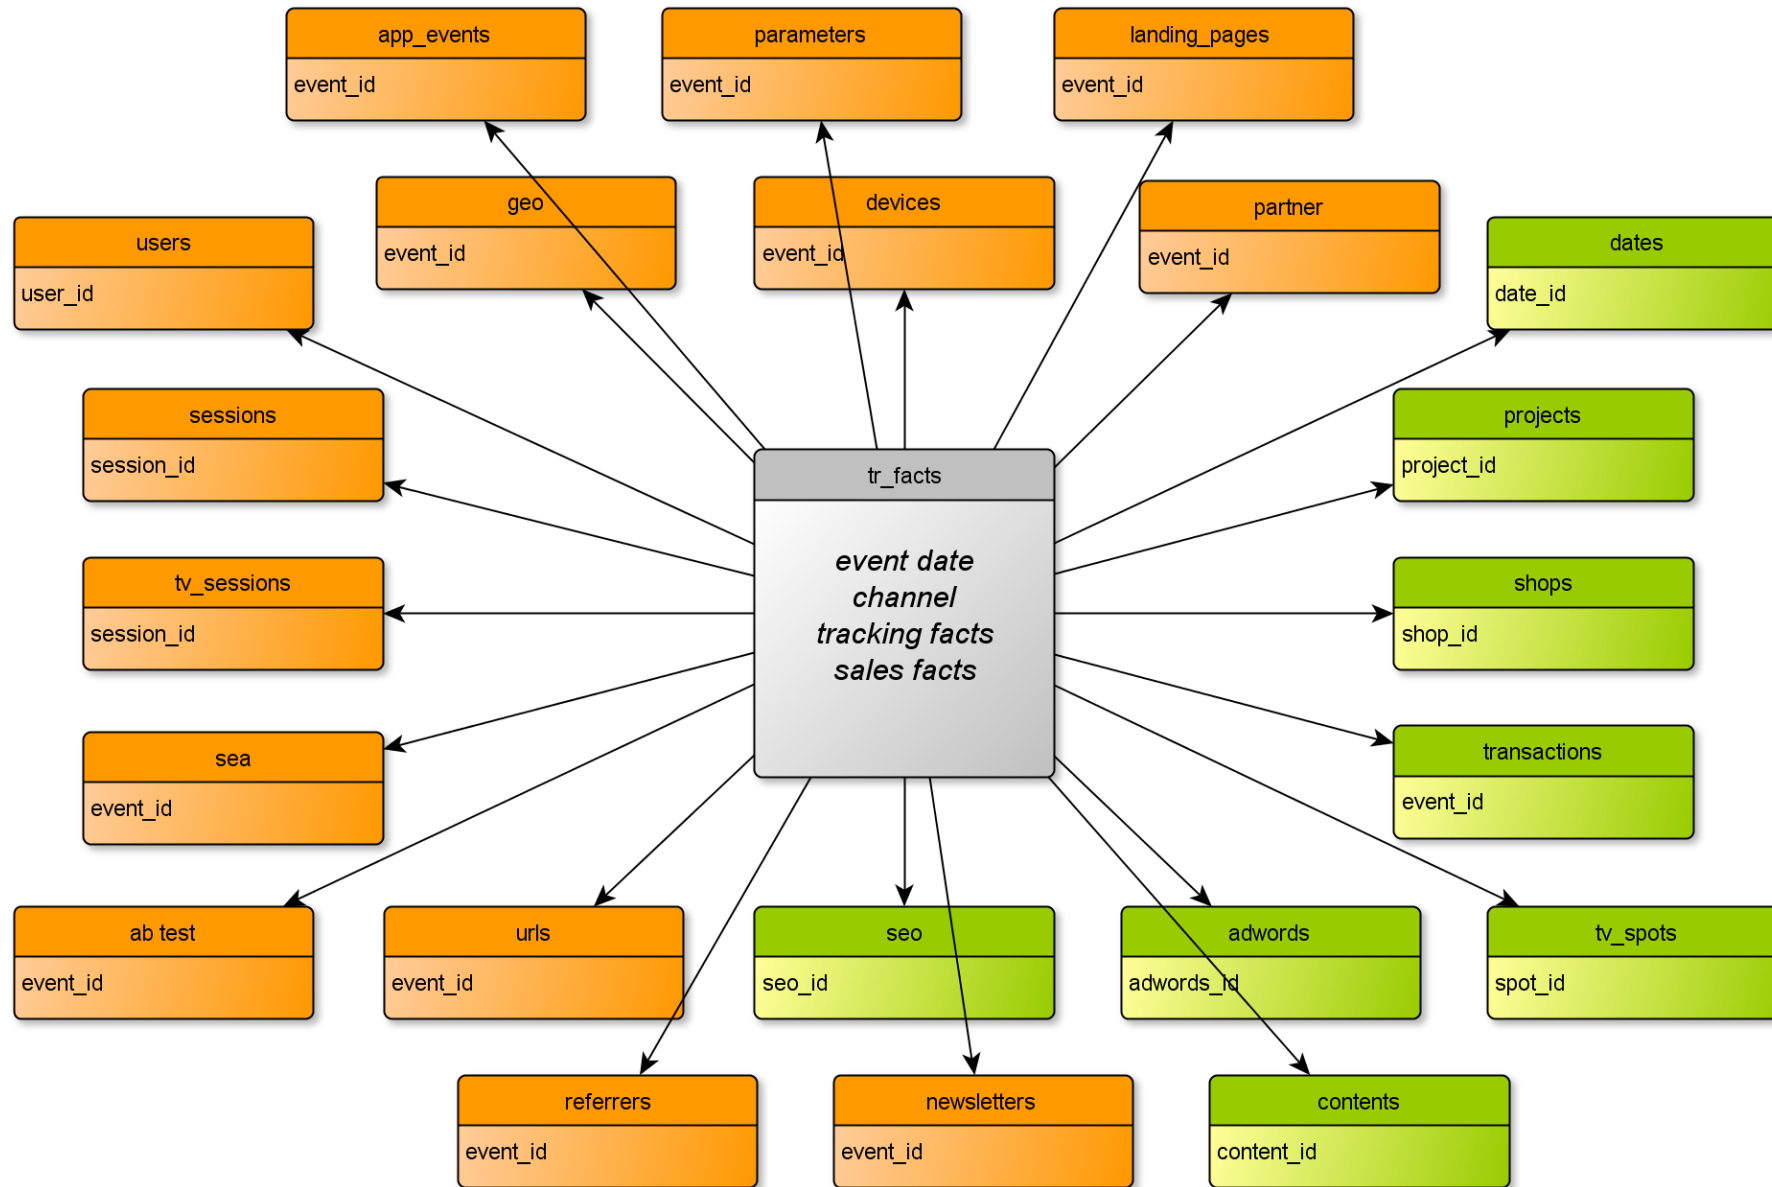 app_events
event_id
parameters
event_id
landing_pages
event_id
geo
event_id
devices
event_id
partner
event_id
users
user_id
dates
date_id
sessions
session_id
projects
project_id
tr_facts
event date
channel
tracking facts
sales facts
tv_sessions
session_id
shops
shop_id
sea
event_id
transactions
event_id
ab test
event_id
urls
event_id
seo
seo_id
adwords
adwords_id
tv_spots
spot_id
referrers
event_id
newsletters
event_id
contents
content_id